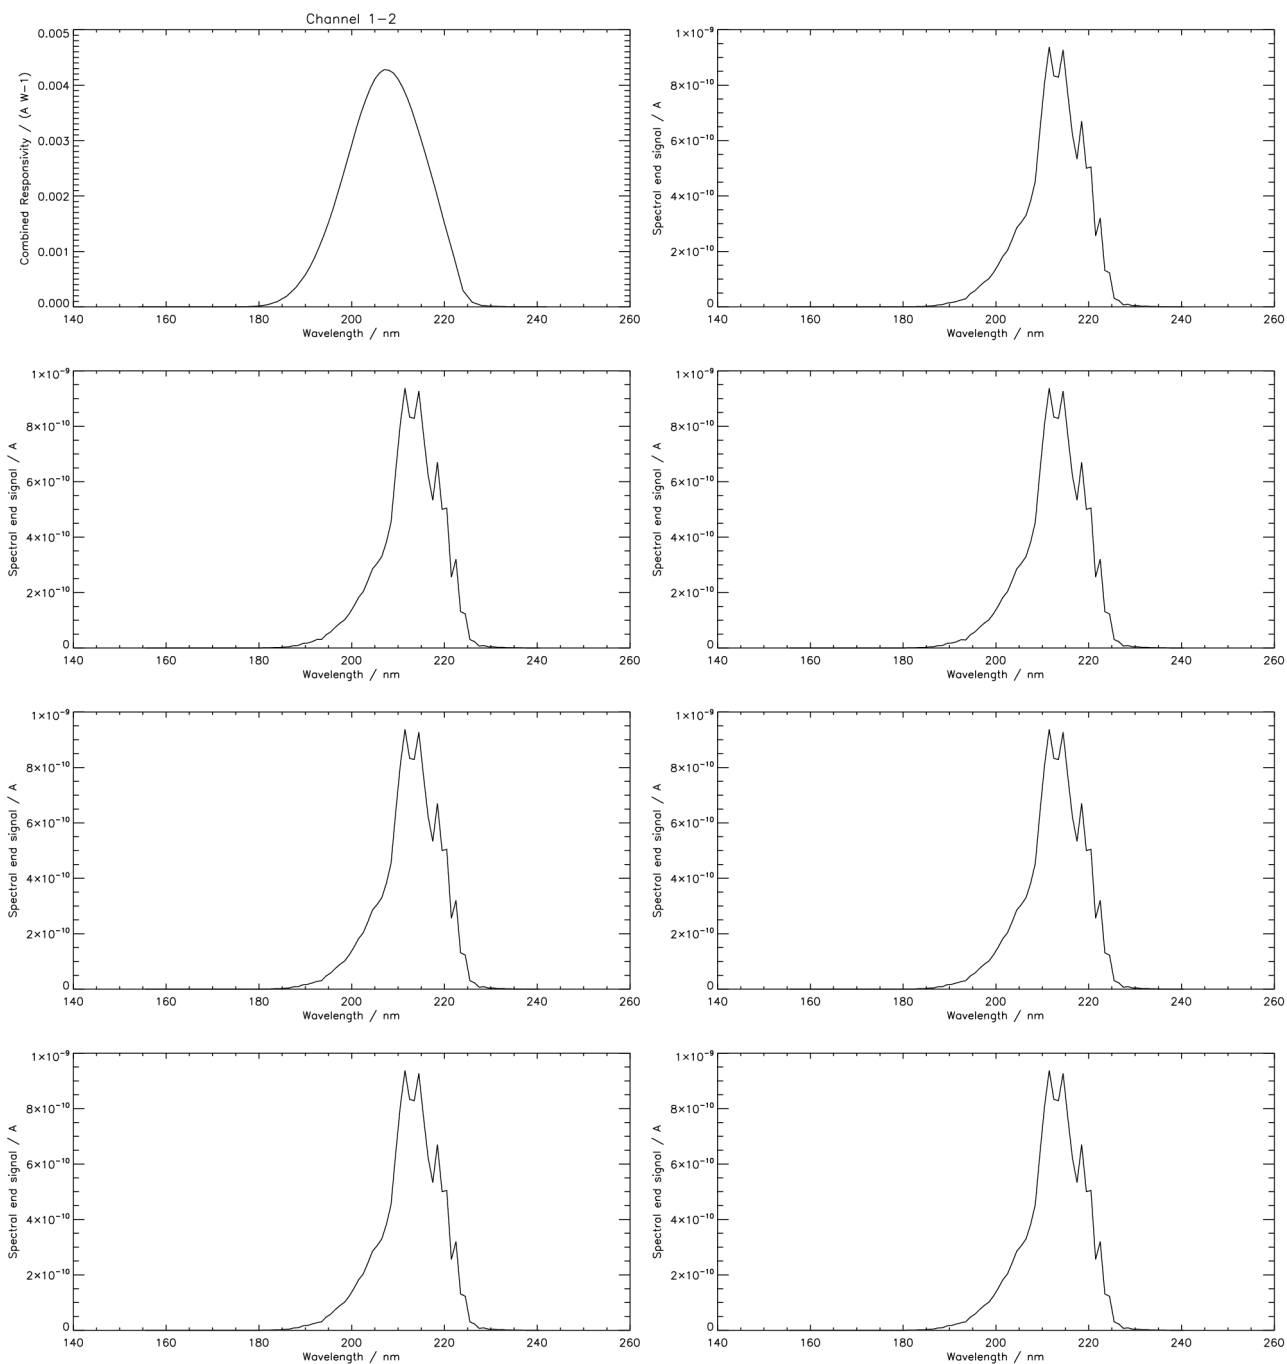 Channel 1-2
0.005
0.004
0.003
0.002
0.001
0.000
Combined Responsivity / (A W-1)
140 160 180 200 220 240 260
Wavelength / nm
1×10⁻⁹
8×10⁻¹⁰
6×10⁻¹⁰
4×10⁻¹⁰
2×10⁻¹⁰
0
Spectral end signal / A
140 160 180 200 220 240 260
Wavelength / nm
1×10⁻⁹
8×10⁻¹⁰
6×10⁻¹⁰
4×10⁻¹⁰
2×10⁻¹⁰
0
Spectral end signal / A
140 160 180 200 220 240 260
Wavelength / nm
1×10⁻⁹
8×10⁻¹⁰
6×10⁻¹⁰
4×10⁻¹⁰
2×10⁻¹⁰
0
Spectral end signal / A
140 160 180 200 220 240 260
Wavelength / nm
1×10⁻⁹
8×10⁻¹⁰
6×10⁻¹⁰
4×10⁻¹⁰
2×10⁻¹⁰
0
Spectral end signal / A
140 160 180 200 220 240 260
Wavelength / nm
1×10⁻⁹
8×10⁻¹⁰
6×10⁻¹⁰
4×10⁻¹⁰
2×10⁻¹⁰
0
Spectral end signal / A
140 160 180 200 220 240 260
Wavelength / nm
1×10⁻⁹
8×10⁻¹⁰
6×10⁻¹⁰
4×10⁻¹⁰
2×10⁻¹⁰
0
Spectral end signal / A
140 160 180 200 220 240 260
Wavelength / nm
1×10⁻⁹
8×10⁻¹⁰
6×10⁻¹⁰
4×10⁻¹⁰
2×10⁻¹⁰
0
Spectral end signal / A
140 160 180 200 220 240 260
Wavelength / nm